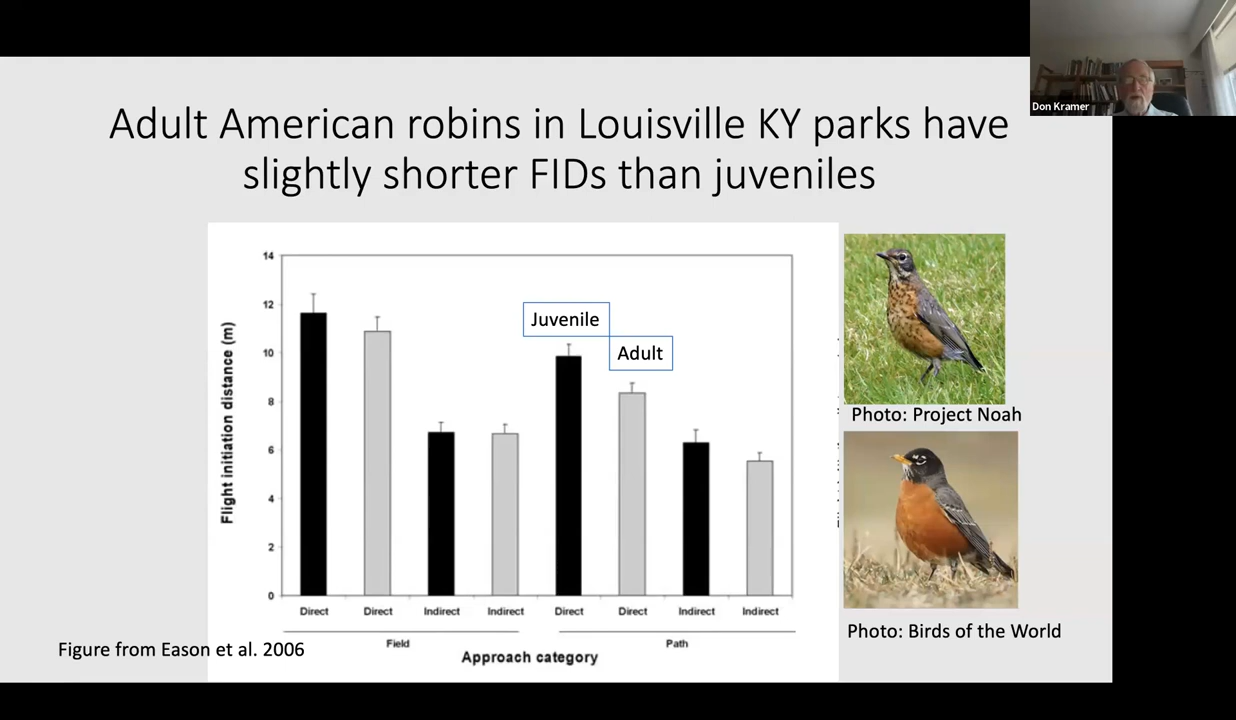 Don Kramer
Adult American robins in Louisville KY parks have
slightly shorter FIDs than juveniles
Flight initiation distance (m)
14
12
10
8
6
4
2
0
Juvenile
Adult
Direct Direct Indirect Indirect Direct Direct Indirect Indirect
Field Path
Approach category
Figure from Eason et al. 2006
Photo: Project Noah
Photo: Birds of the World